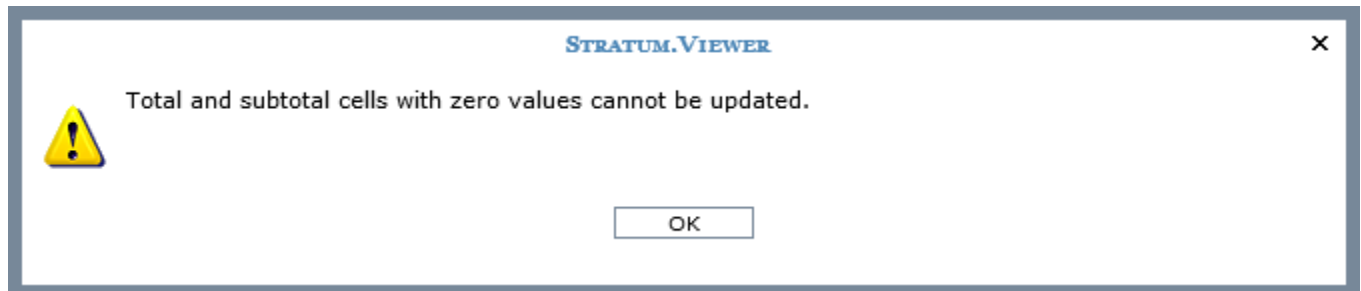 Stratum.Viewer
×
Total and subtotal cells with zero values cannot be updated.
OK